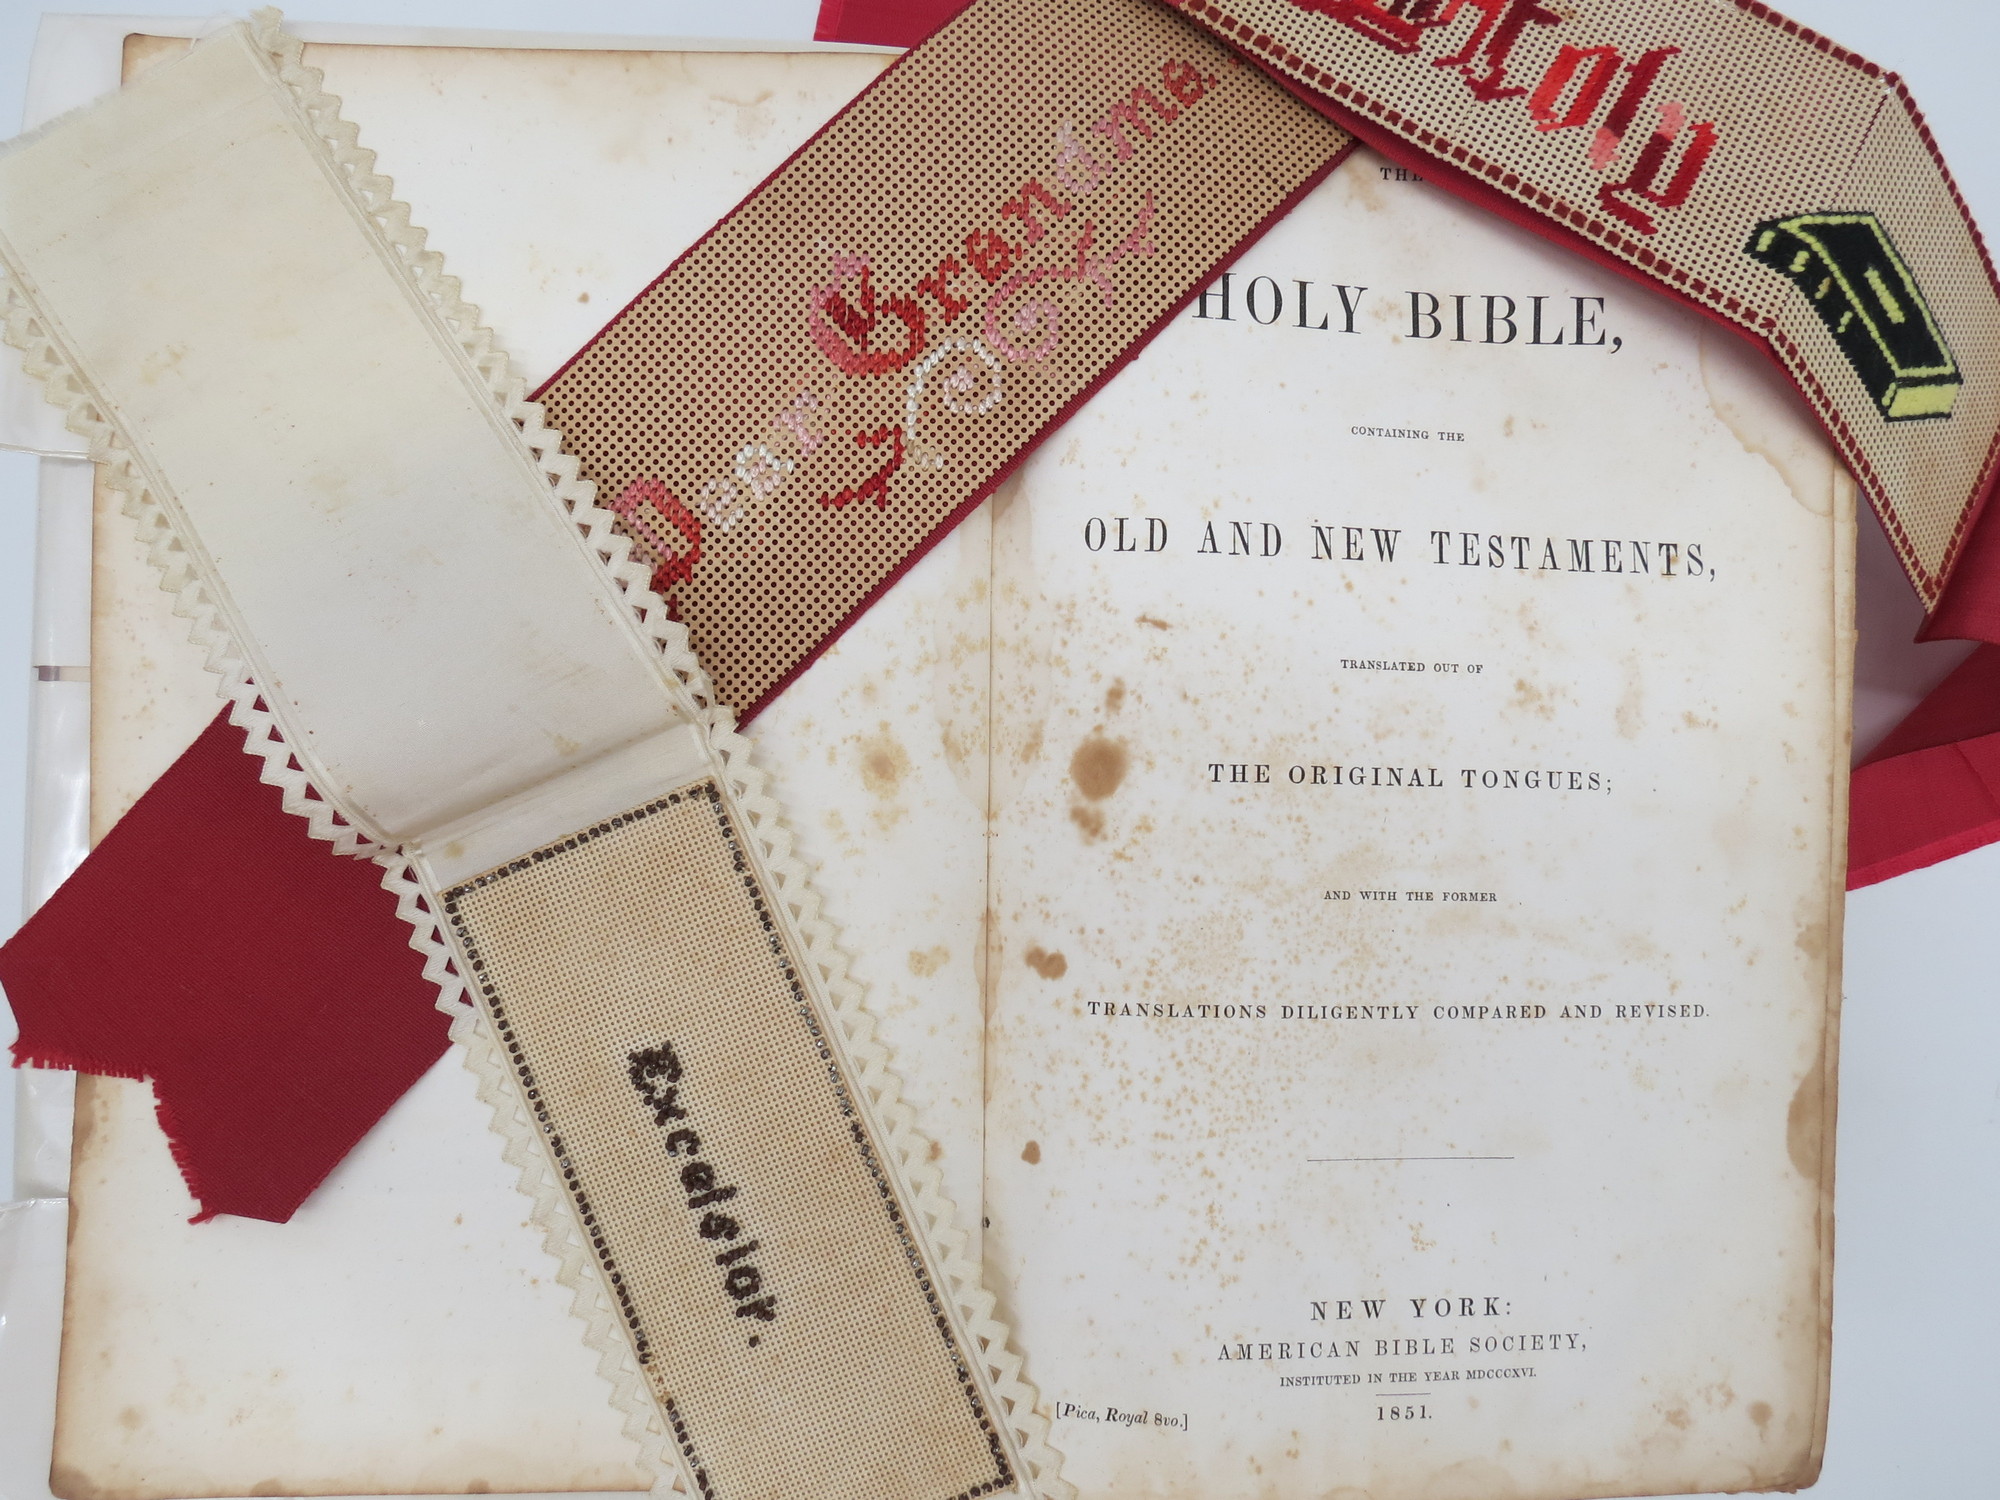 Dear Grandma
Excelsior.
THE
HOLY BIBLE,
CONTAINING THE
OLD AND NEW TESTAMENTS,
TRANSLATED OUT OF
THE ORIGINAL TONGUES;
AND WITH THE FORMER
TRANSLATIONS DILIGENTLY COMPARED AND REVISED.
NEW YORK:
AMERICAN BIBLE SOCIETY,
INSTITUTED IN THE YEAR MDCCCXVI.
1851.
[Pica, Royal 8vo.]